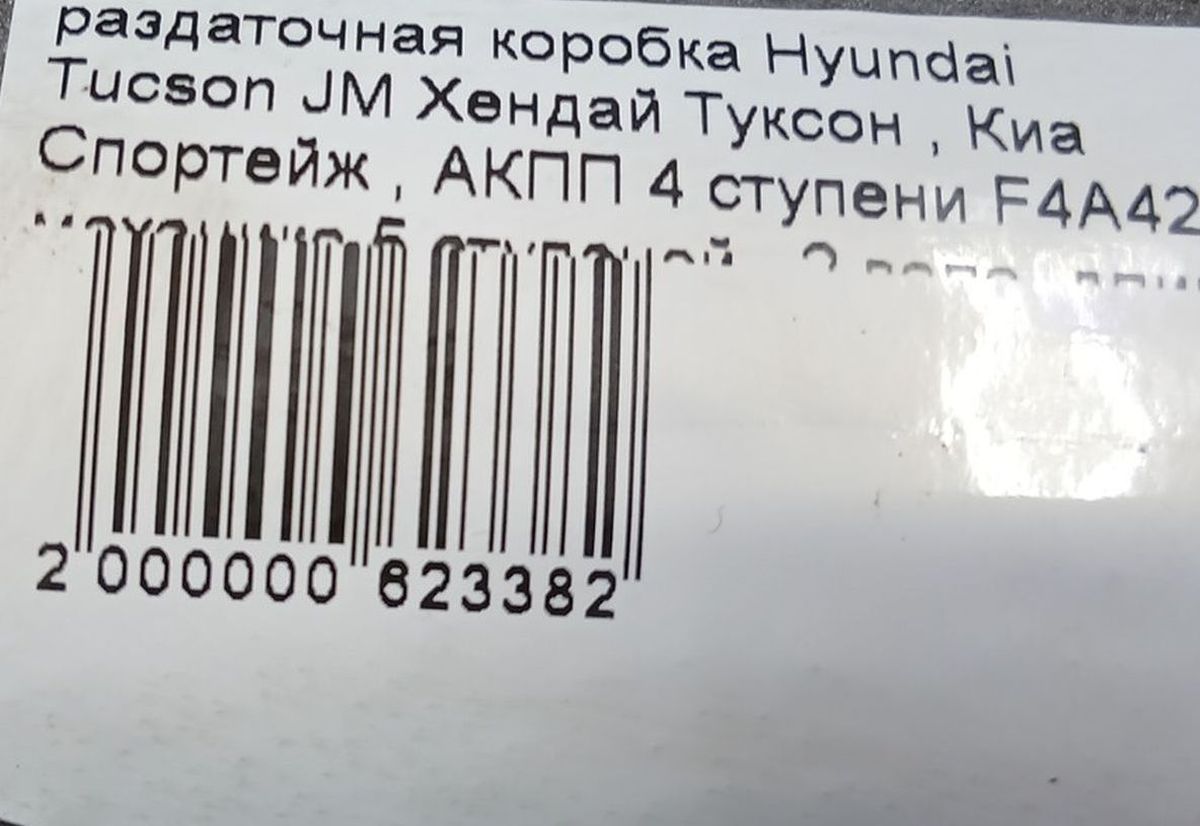 раздаточная коробка Hyundai
Tucson JM Хендай Туксон , Киа
Спортейж , АКПП 4 ступени F4A42
2 000000 623382